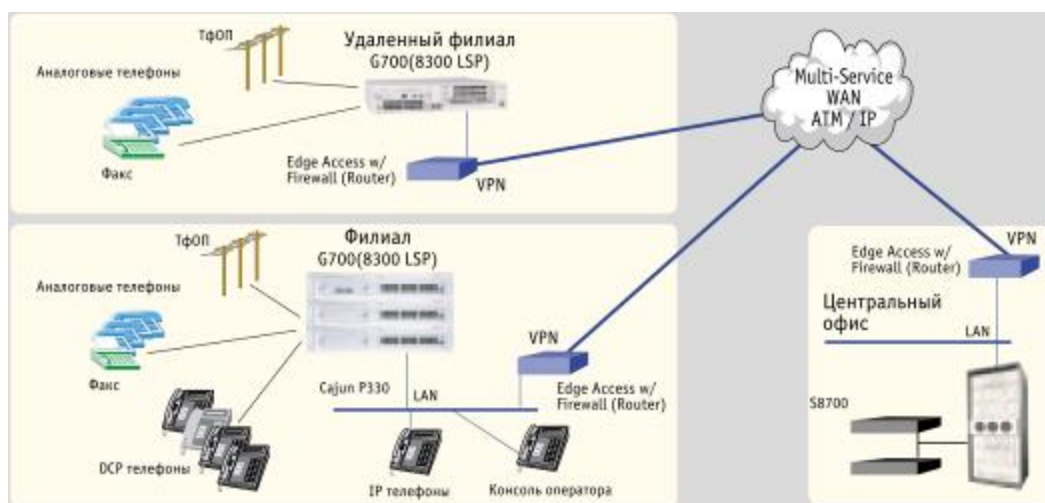 ТфОП
Удаленный филиал
G700(8300 LSP)
Аналоговые телефоны
Факс
Edge Access w/
Firewall (Router)
VPN
Multi-Service
WAN
ATM / IP
ТфОП
Филиал
G700(8300 LSP)
Аналоговые телефоны
Факс
DCP телефоны
Cajun P330
LAN
IP телефоны
Консоль оператора
VPN
Edge Access w/
Firewall (Router)
VPN
Edge Access w/
Firewall (Router)
Центральный
офис
LAN
S8700